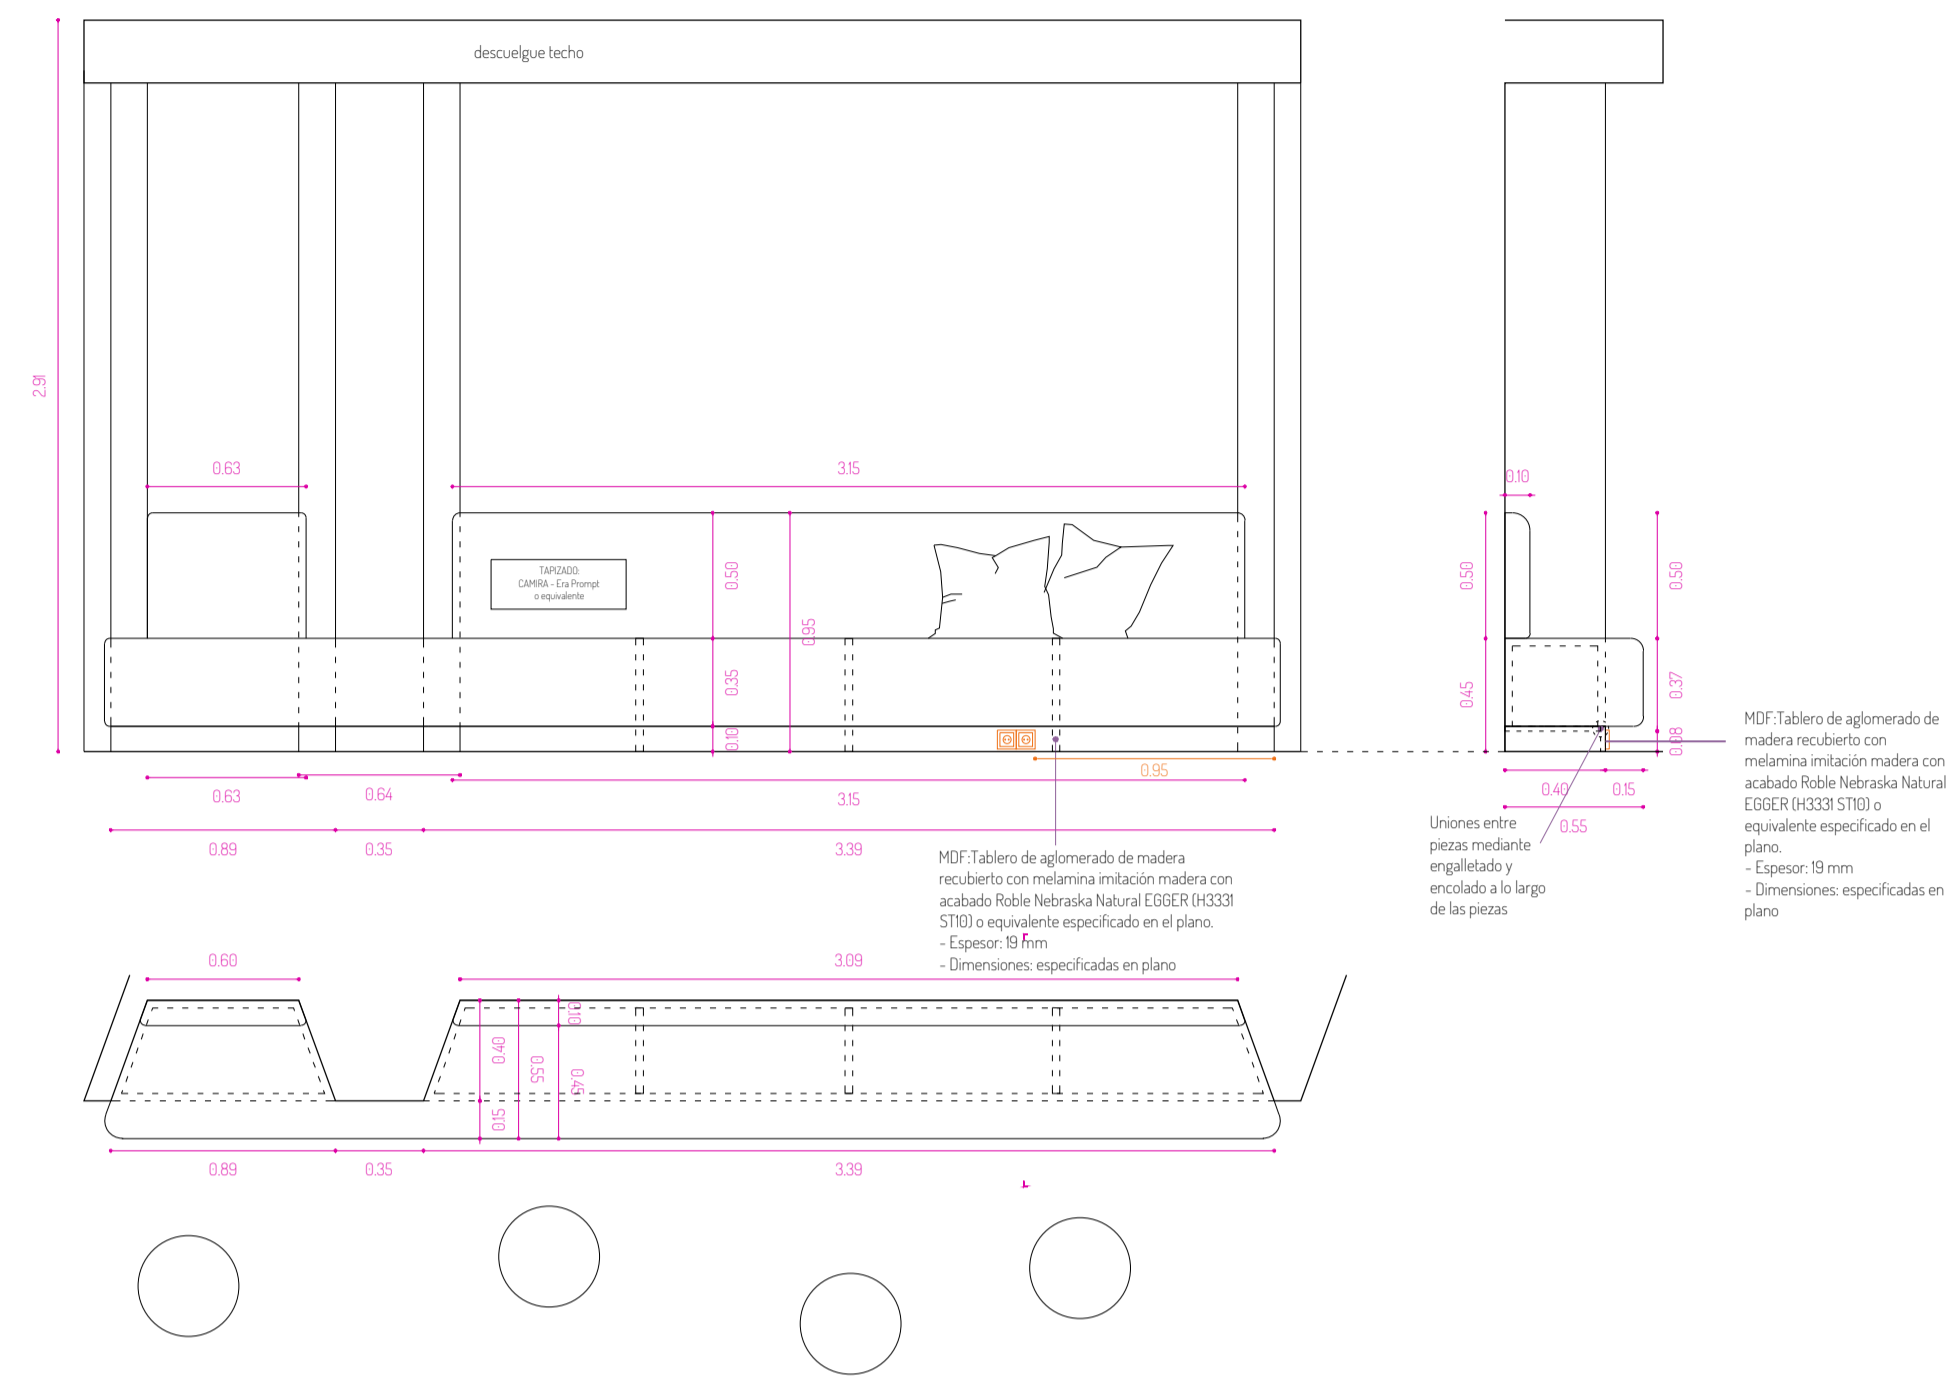 descuelgue techo
2.91
0.63
3.15
0.10
TAPIZADO:
CAMIRA - Era Prompt
o equivalente
0.50
0.95
0.35
0.10
0.50
0.45
0.50
0.37
0.08
0.63
0.64
3.15
0.95
0.40
0.15
0.55
0.89
0.35
3.39
MDF:Tablero de aglomerado de madera
recubierto con melamina imitación madera con
acabado Roble Nebraska Natural EGGER (H3331
ST10) o equivalente especificado en el plano.
- Espesor: 19 mm
- Dimensiones: especificadas en plano
Uniones entre
piezas mediante
engalletado y
encolado a lo largo
de las piezas
MDF:Tablero de aglomerado de
madera recubierto con
melamina imitación madera con
acabado Roble Nebraska Natural
EGGER (H3331 ST10) o
equivalente especificado en el
plano.
- Espesor: 19 mm
- Dimensiones: especificadas en
plano
0.60
3.09
0.10
0.40
0.55
0.45
0.15
0.89
0.35
3.39